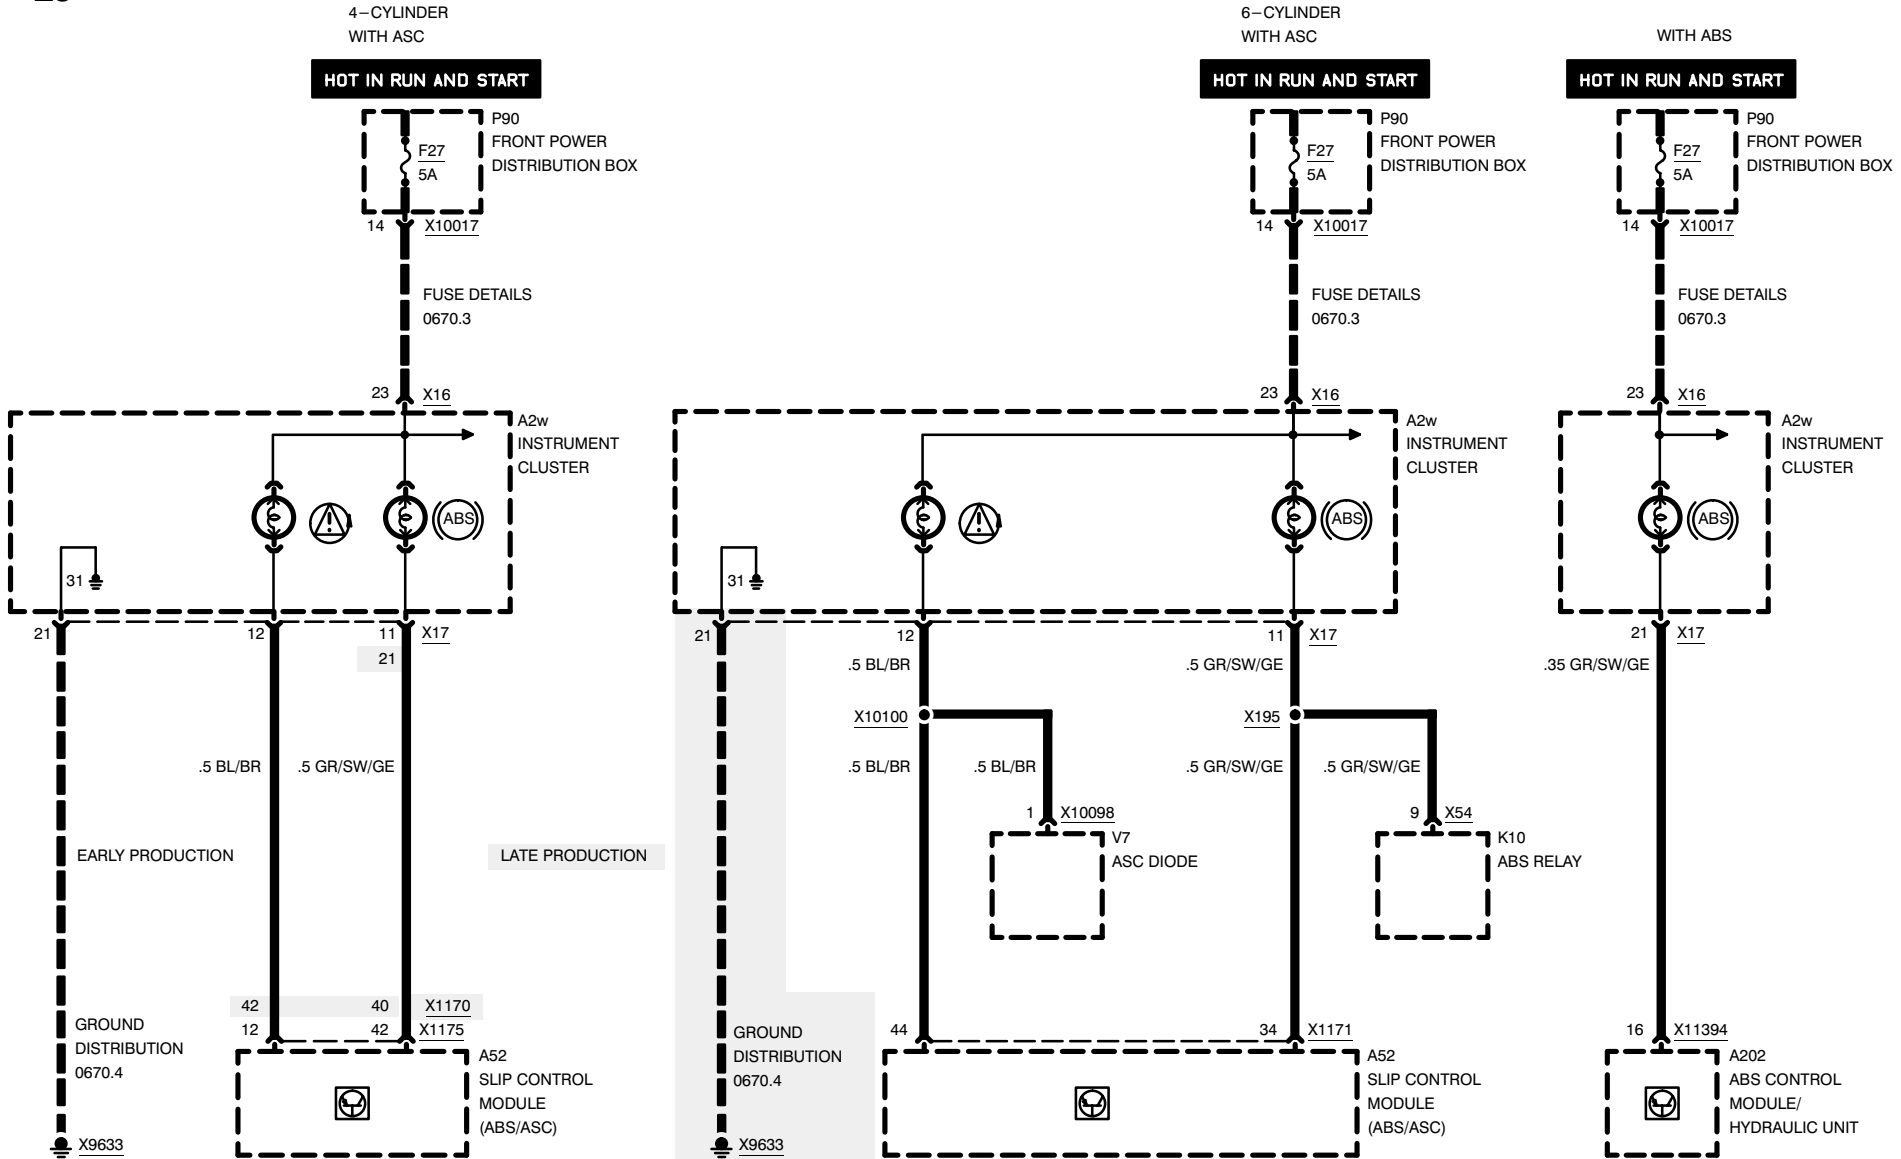 4–CYLINDER
WITH ASC
HOT IN RUN AND START
P90
FRONT POWER
DISTRIBUTION BOX
F27
5A
14 X10017
FUSE DETAILS
0670.3
23 X16
A2w
INSTRUMENT
CLUSTER
ABS
31
21 12 11 X17
21
.5 BL/BR .5 GR/SW/GE
EARLY PRODUCTION
LATE PRODUCTION
42 40 X1170
12 42 X1175
GROUND
DISTRIBUTION
0670.4
X9633
A52
SLIP CONTROL
MODULE
(ABS/ASC)
6–CYLINDER
WITH ASC
HOT IN RUN AND START
P90
FRONT POWER
DISTRIBUTION BOX
F27
5A
14 X10017
FUSE DETAILS
0670.3
23 X16
A2w
INSTRUMENT
CLUSTER
ABS
31
21 12 11 X17
.5 BL/BR .5 GR/SW/GE
X10100 X195
.5 BL/BR .5 BL/BR .5 GR/SW/GE .5 GR/SW/GE
1 X10098 9 X54
V7
ASC DIODE
K10
ABS RELAY
GROUND
DISTRIBUTION
0670.4
X9633
44 34 X1171
A52
SLIP CONTROL
MODULE
(ABS/ASC)
WITH ABS
HOT IN RUN AND START
P90
FRONT POWER
DISTRIBUTION BOX
F27
5A
14 X10017
FUSE DETAILS
0670.3
23 X16
A2w
INSTRUMENT
CLUSTER
ABS
21 X17
.35 GR/SW/GE
16 X11394
A202
ABS CONTROL
MODULE/
HYDRAULIC UNIT